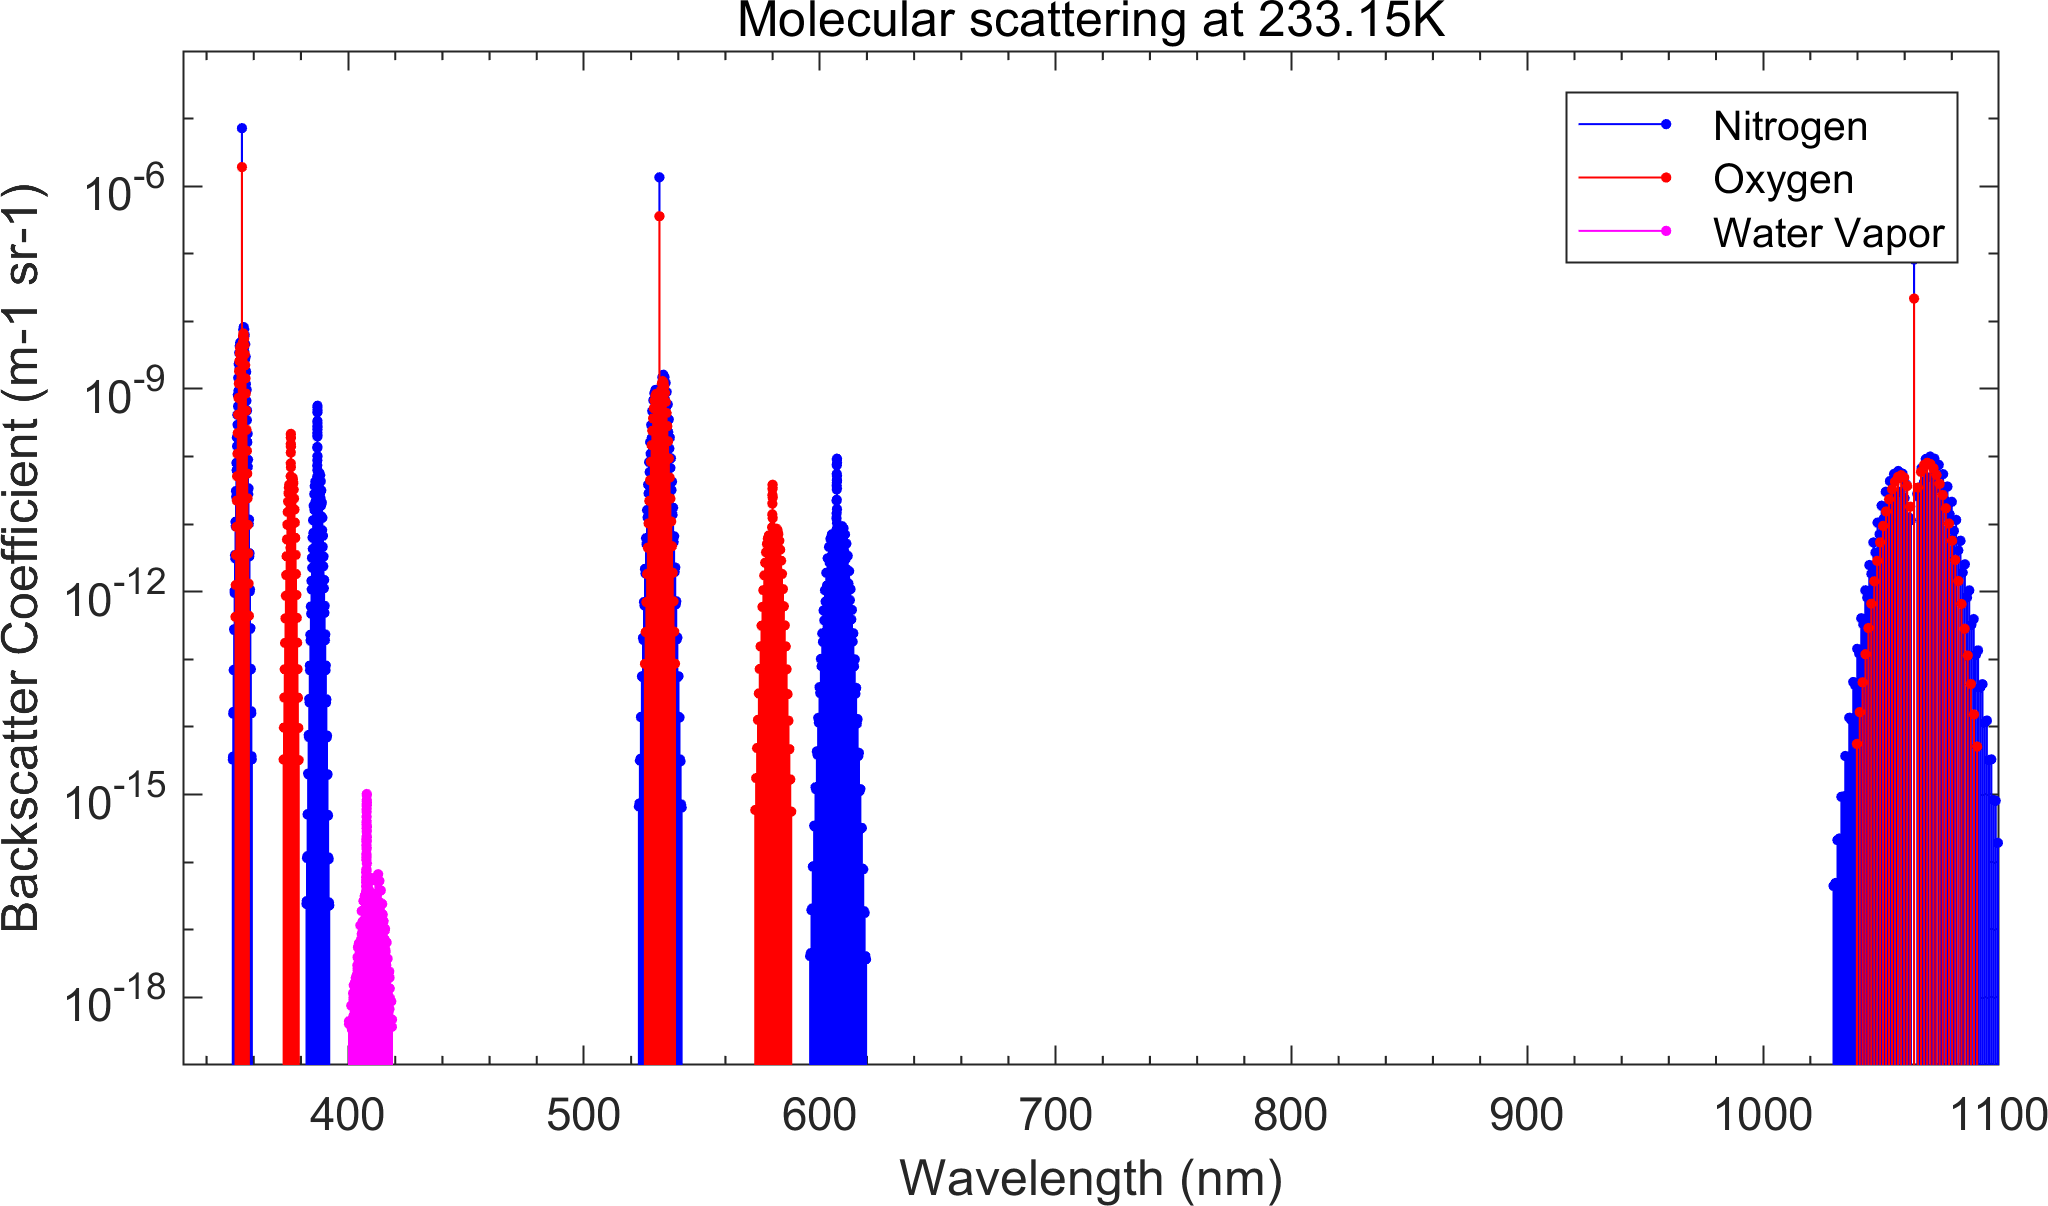 Molecular scattering at 233.15K
Nitrogen
Oxygen
Water Vapor
Backscatter Coefficient (m-1 sr-1)
10-6
10-9
10-12
10-15
10-18
400 500 600 700 800 900 1000 1100
Wavelength (nm)